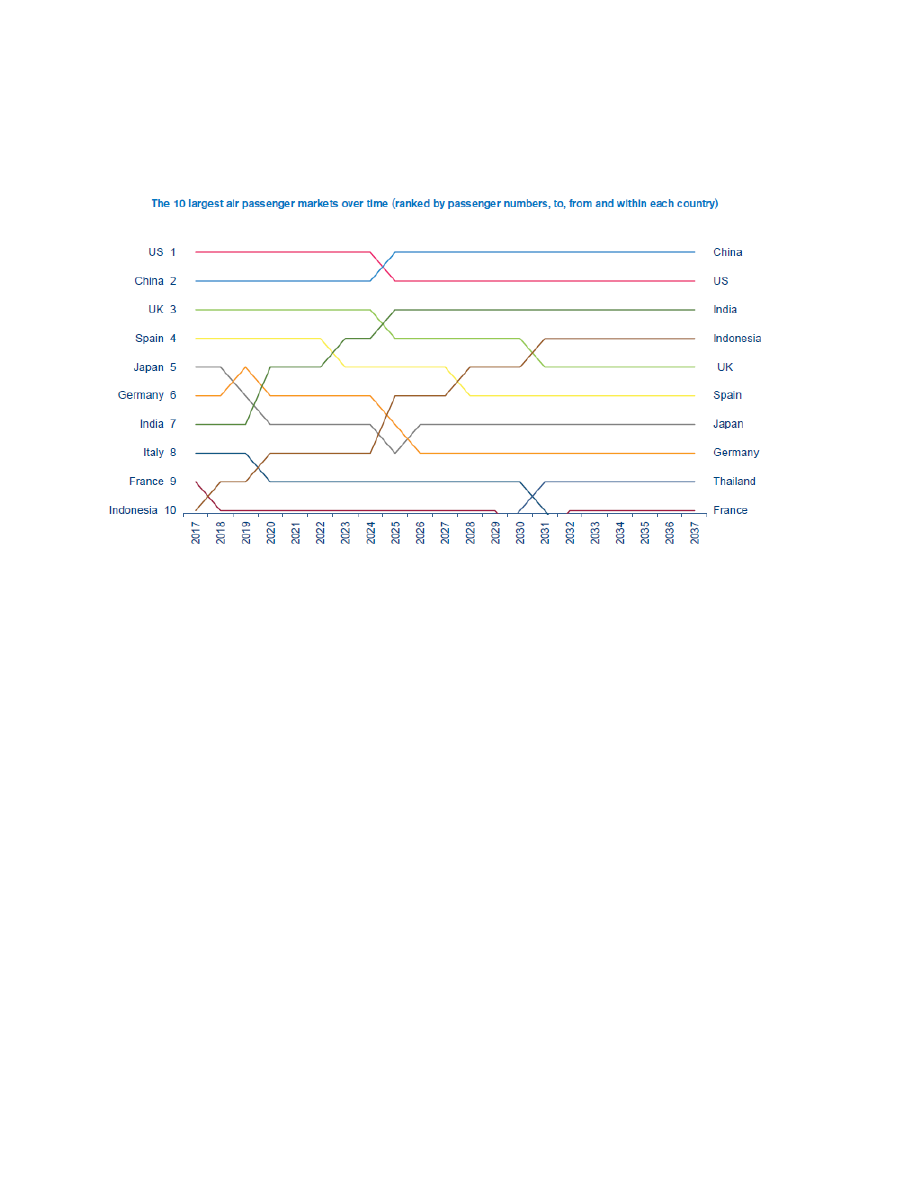 The 10 largest air passenger markets over time (ranked by passenger numbers, to, from and within each country)
US 1
China
China 2
US
UK 3
India
Spain 4
Indonesia
Japan 5
UK
Germany 6
Spain
India 7
Japan
Italy 8
Germany
France 9
Thailand
Indonesia 10
France
2017 2018 2019 2020 2021 2022 2023 2024 2025 2026 2027 2028 2029 2030 2031 2032 2033 2034 2035 2036 2037